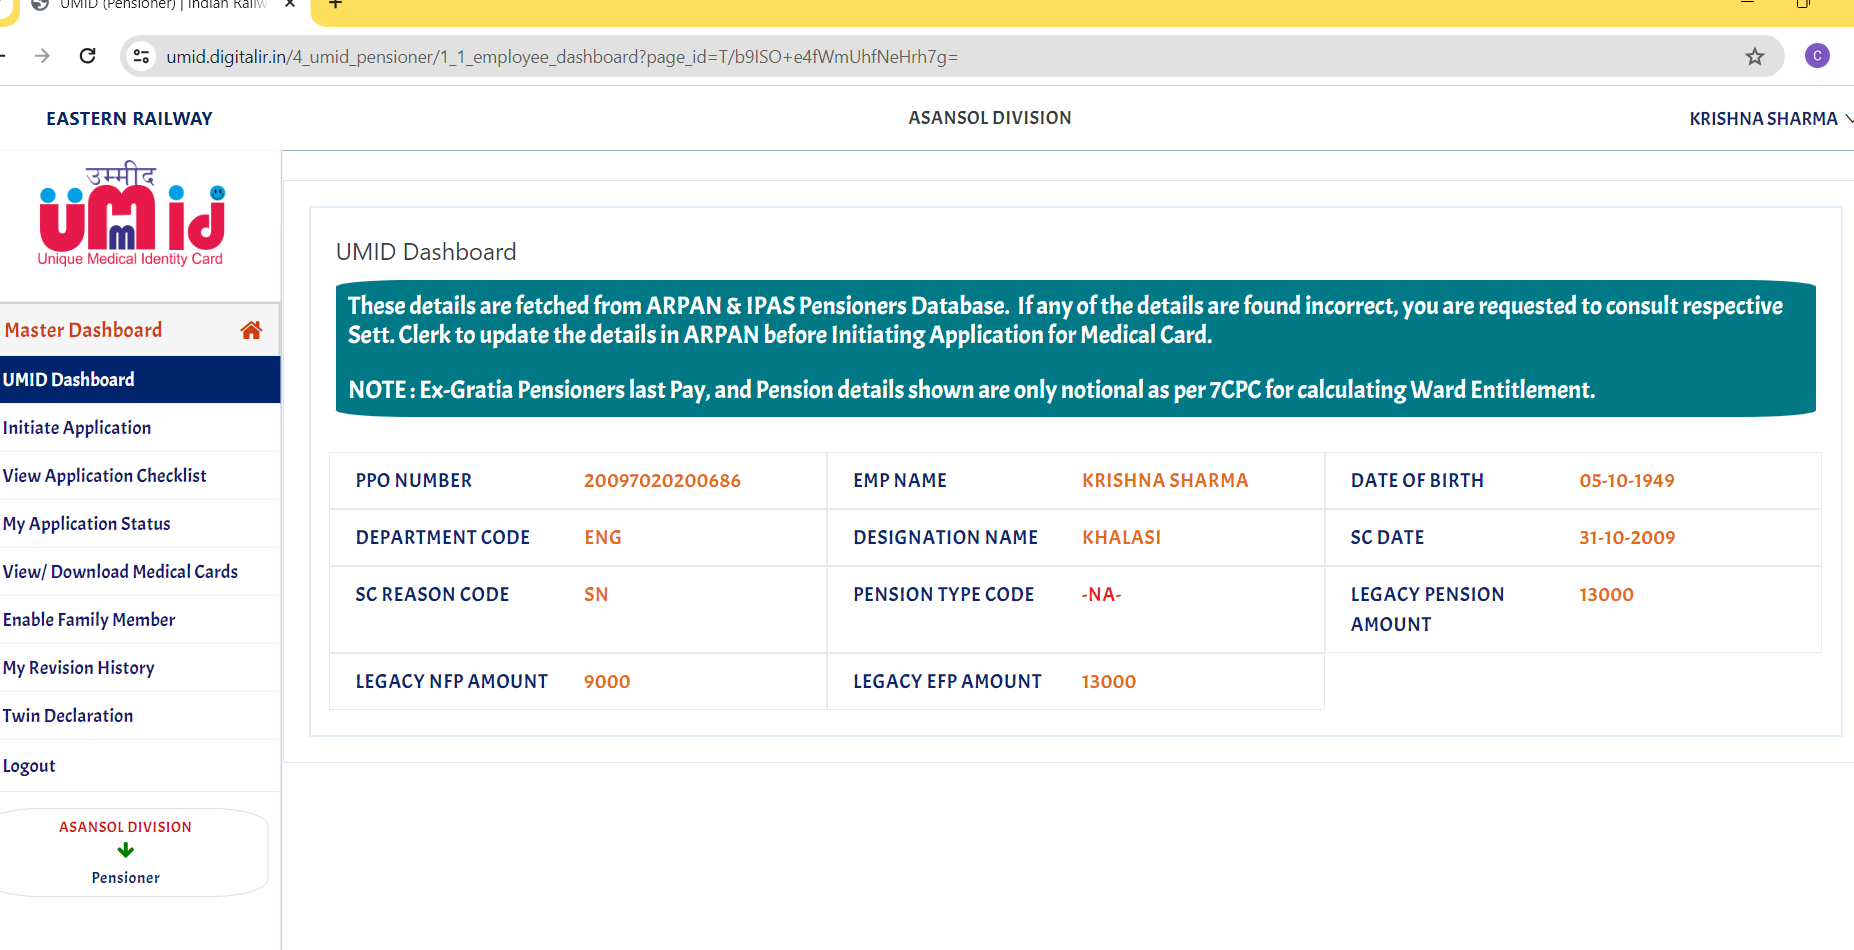 UMID (Pensioner) | Indian Railw
umid.digitalir.in/4_umid_pensioner/1_1_employee_dashboard?page_id=T/b9ISO+e4fWmUhfNeHrh7g=
C
EASTERN RAILWAY
ASANSOL DIVISION
KRISHNA SHARMA
उम्मीद
UMID
Unique Medical Identity Card
Master Dashboard
UMID Dashboard
Initiate Application
View Application Checklist
My Application Status
View/ Download Medical Cards
Enable Family Member
My Revision History
Twin Declaration
Logout
ASANSOL DIVISION
Pensioner
UMID Dashboard
These details are fetched from ARPAN & IPAS Pensioners Database. If any of the details are found incorrect, you are requested to consult respective
Sett. Clerk to update the details in ARPAN before Initiating Application for Medical Card.
NOTE : Ex-Gratia Pensioners last Pay, and Pension details shown are only notional as per 7CPC for calculating Ward Entitlement.
PPO NUMBER 20097020200686 EMP NAME KRISHNA SHARMA DATE OF BIRTH 05-10-1949
DEPARTMENT CODE ENG DESIGNATION NAME KHALASI SC DATE 31-10-2009
SC REASON CODE SN PENSION TYPE CODE -NA- LEGACY PENSION 13000
AMOUNT
LEGACY NFP AMOUNT 9000 LEGACY EFP AMOUNT 13000